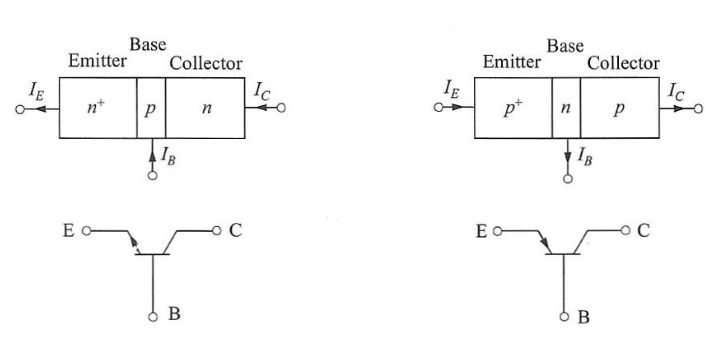 Base
Emitter
Collector
I_E
n⁺
p
n
I_C
I_B
E
C
B
Base
Emitter
Collector
I_E
p⁺
n
p
I_C
I_B
E
C
B